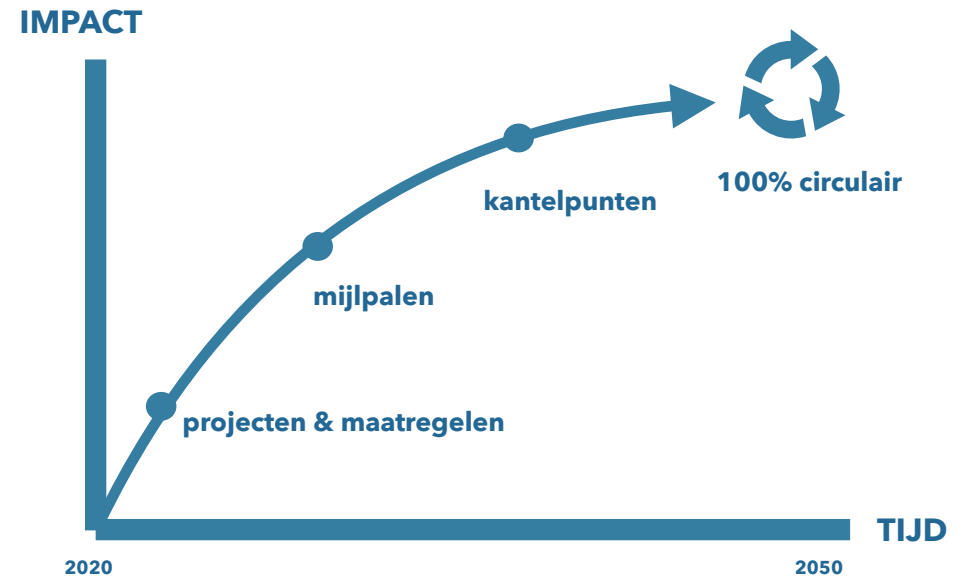 IMPACT
100% circulair
kantelpunten
mijlpalen
projecten & maatregelen
TIJD
2020
2050